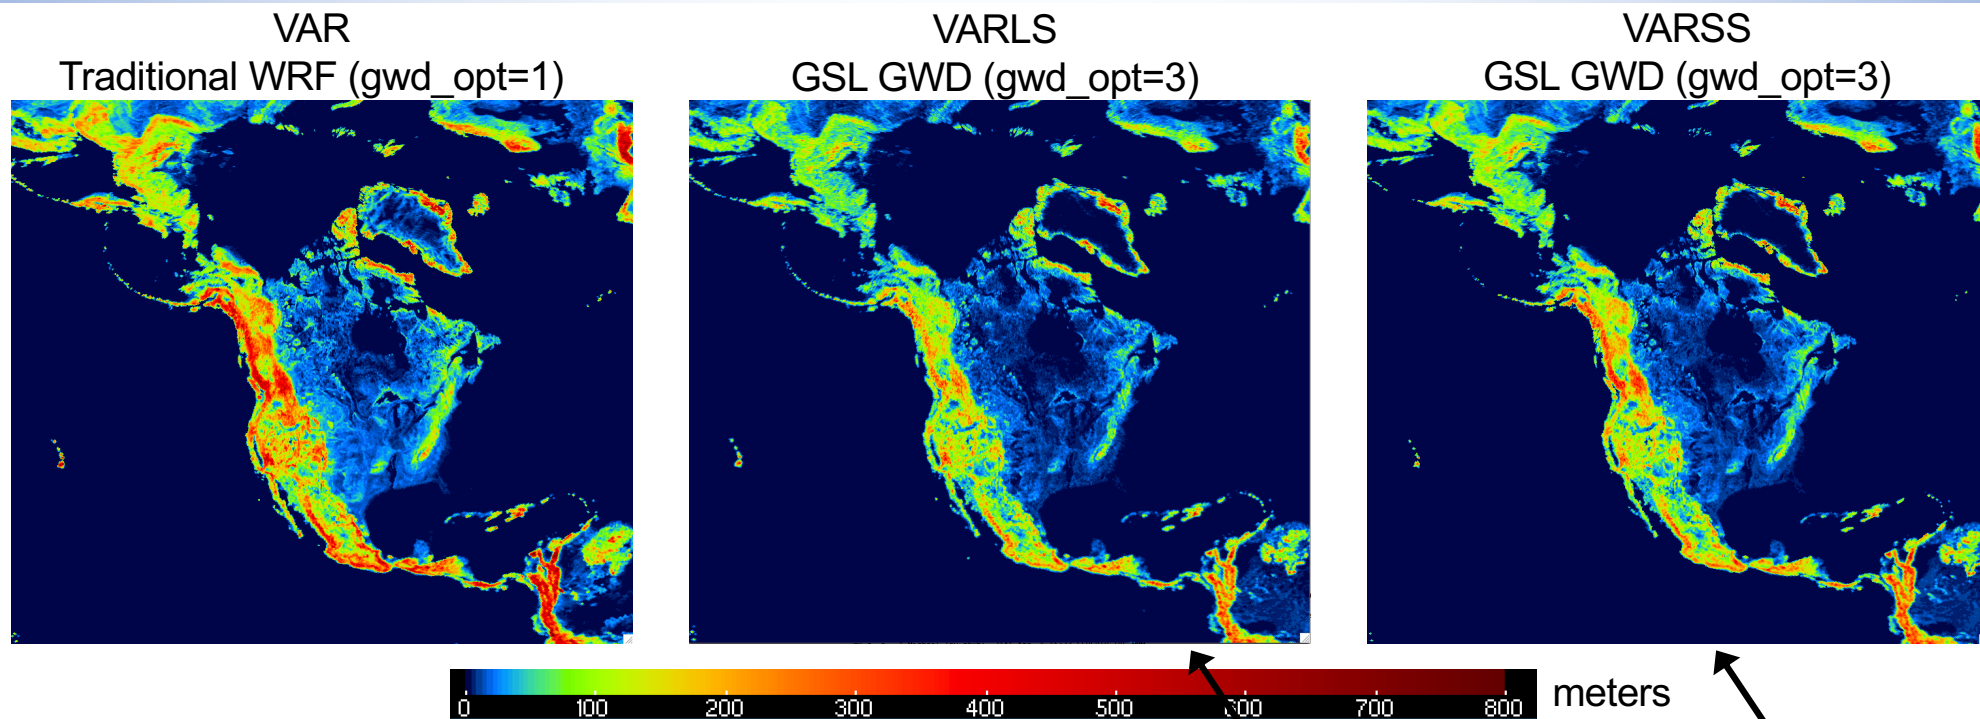 VAR
Traditional WRF (gwd_opt=1)
VARLS
GSL GWD (gwd_opt=3)
VARSS
GSL GWD (gwd_opt=3)
0 100 200 300 400 500 600 700 800
meters